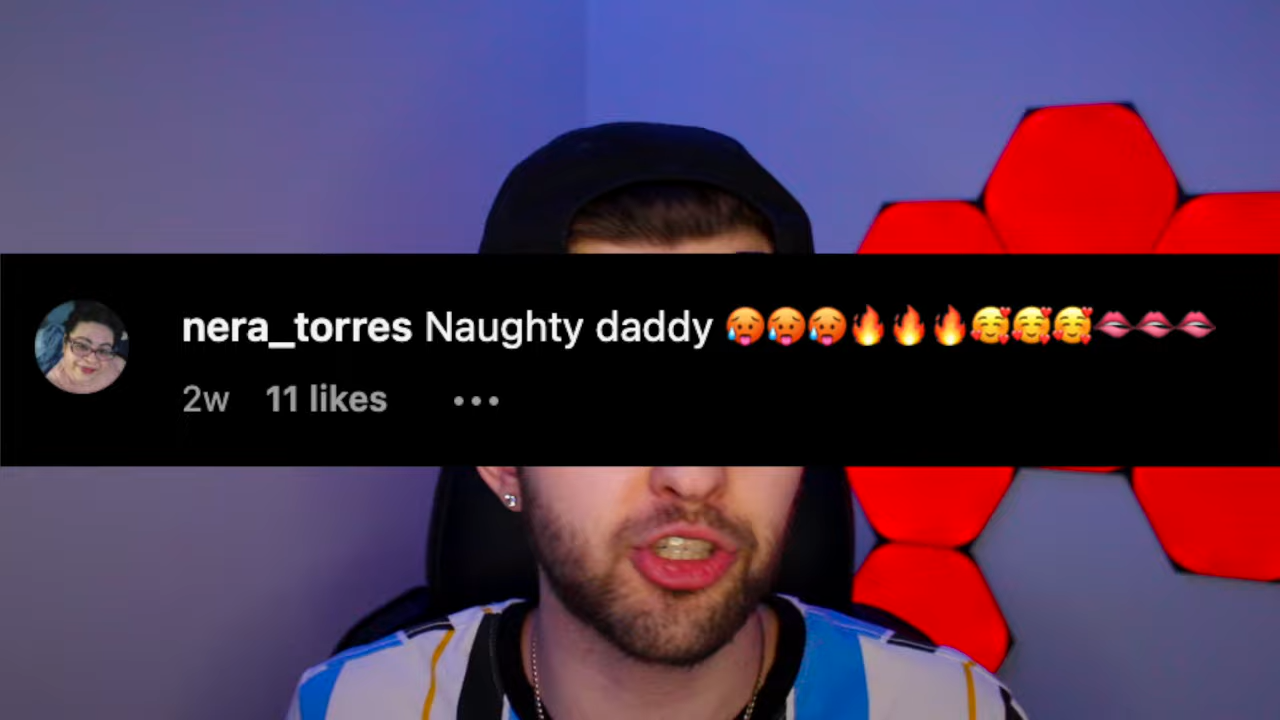 nera_torres Naughty daddy 🥵🥵🥵🔥🔥🔥🥰🥰🥰👄👄👄
2w 11 likes •••